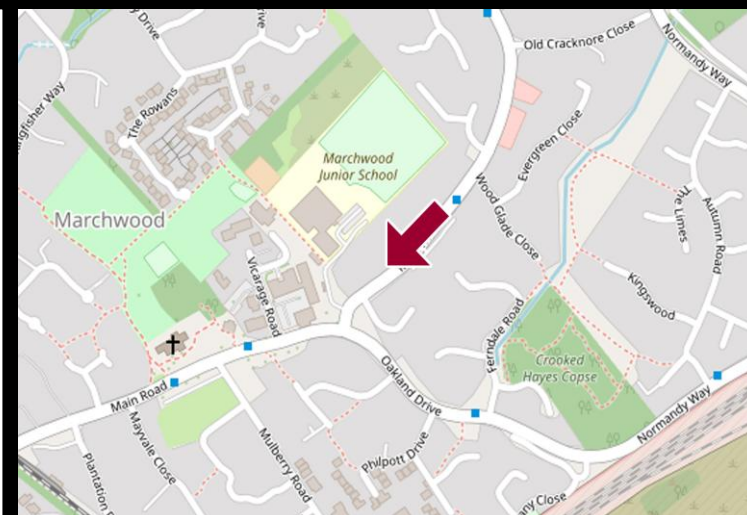 Old Cracknore Close
Normandy Way
The Rowans
Marchwood
Junior School
Evergreen Close
Marchwood
Wood Glade Close
The Limes
Autumn Road
Vicarage Road
Kingswood
Ferndale Road
Crooked
Hayes Copse
Main Road
Oakland Drive
Mayvale Close
Mulberry Road
Philpott Drive
Normandy Way